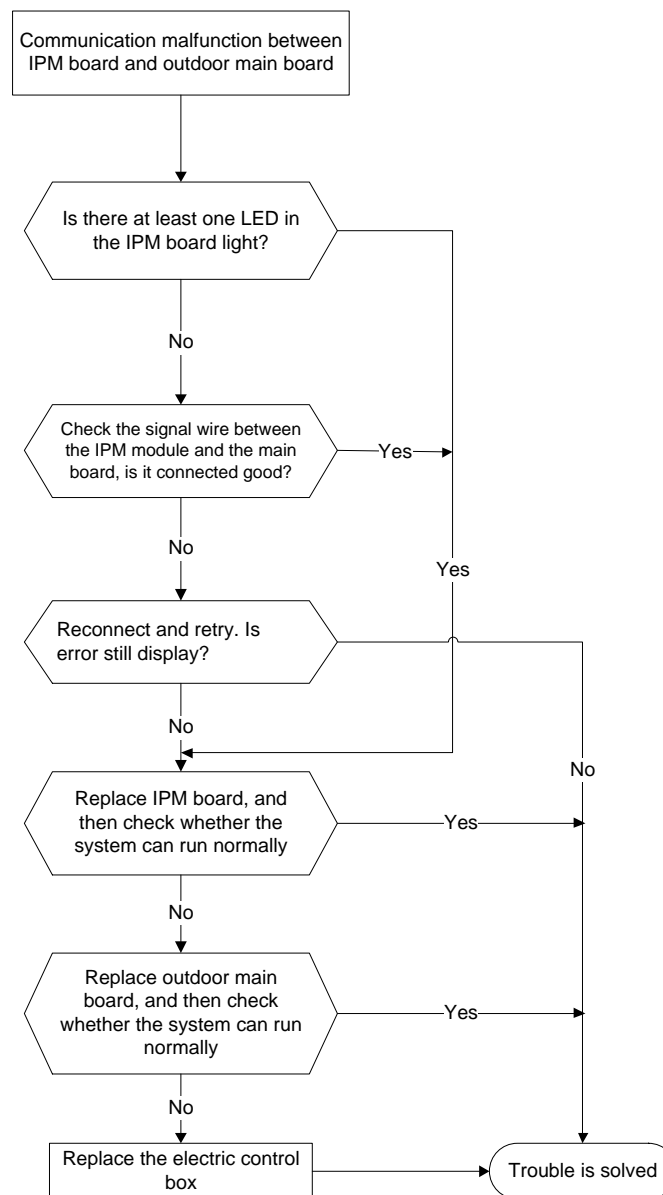 Communication malfunction between
IPM board and outdoor main board
Is there at least one LED in
the IPM board light?
No
Check the signal wire between
the IPM module and the main
board, is it connected good?
Yes
No
Yes
Reconnect and retry. Is
error still display?
No
No
Replace IPM board, and
then check whether the
system can run normally
Yes
No
Replace outdoor main
board, and then check
whether the system can run
normally
Yes
No
Replace the electric control
box
Trouble is solved